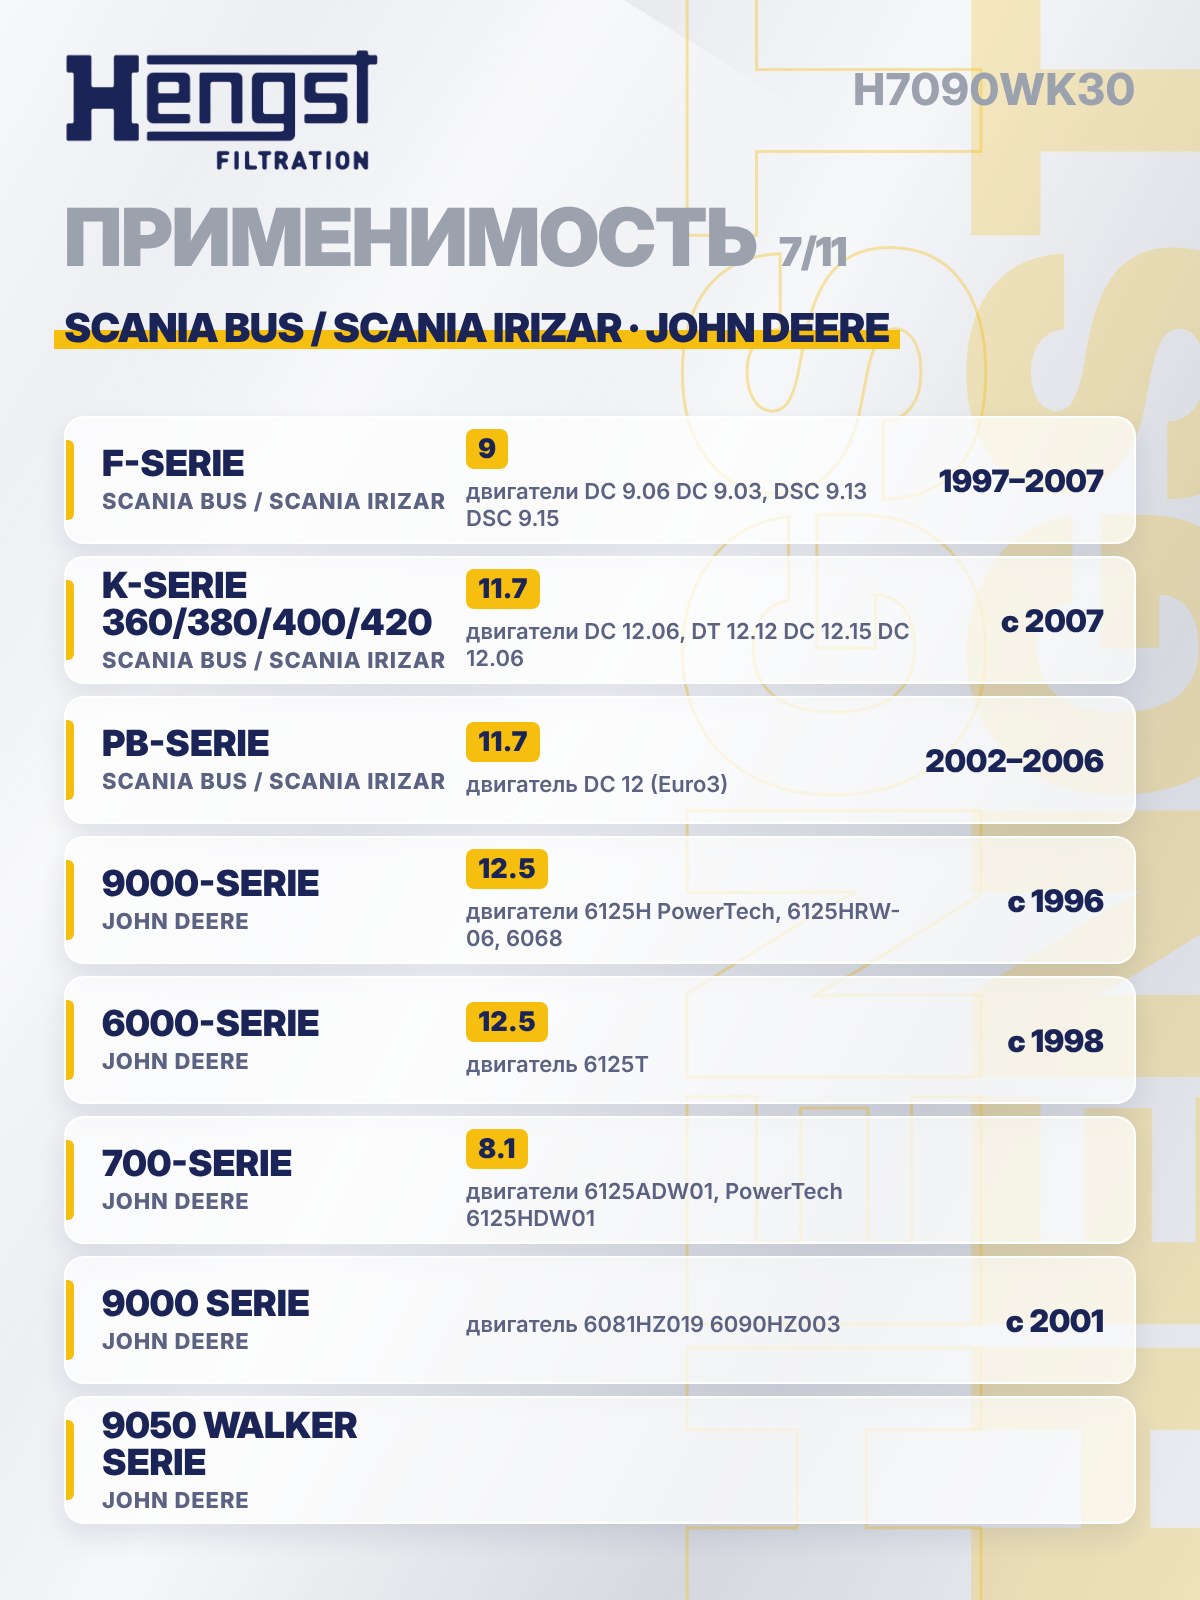 Hengst
FILTRATION
H7090WK30
ПРИМЕНИМОСТЬ 7/11
SCANIA BUS / SCANIA IRIZAR · JOHN DEERE
F-SERIE
SCANIA BUS / SCANIA IRIZAR
9
двигатели DC 9.06 DC 9.03, DSC 9.13
DSC 9.15
1997–2007
K-SERIE
360/380/400/420
SCANIA BUS / SCANIA IRIZAR
11.7
двигатели DC 12.06, DT 12.12 DC 12.15 DC
12.06
с 2007
PB-SERIE
SCANIA BUS / SCANIA IRIZAR
11.7
двигатель DC 12 (Euro3)
2002–2006
9000-SERIE
JOHN DEERE
12.5
двигатели 6125H PowerTech, 6125HRW-
06, 6068
с 1996
6000-SERIE
JOHN DEERE
12.5
двигатель 6125T
с 1998
700-SERIE
JOHN DEERE
8.1
двигатели 6125ADW01, PowerTech
6125HDW01
9000 SERIE
JOHN DEERE
двигатель 6081HZ019 6090HZ003
с 2001
9050 WALKER
SERIE
JOHN DEERE
HENGST
HENGST